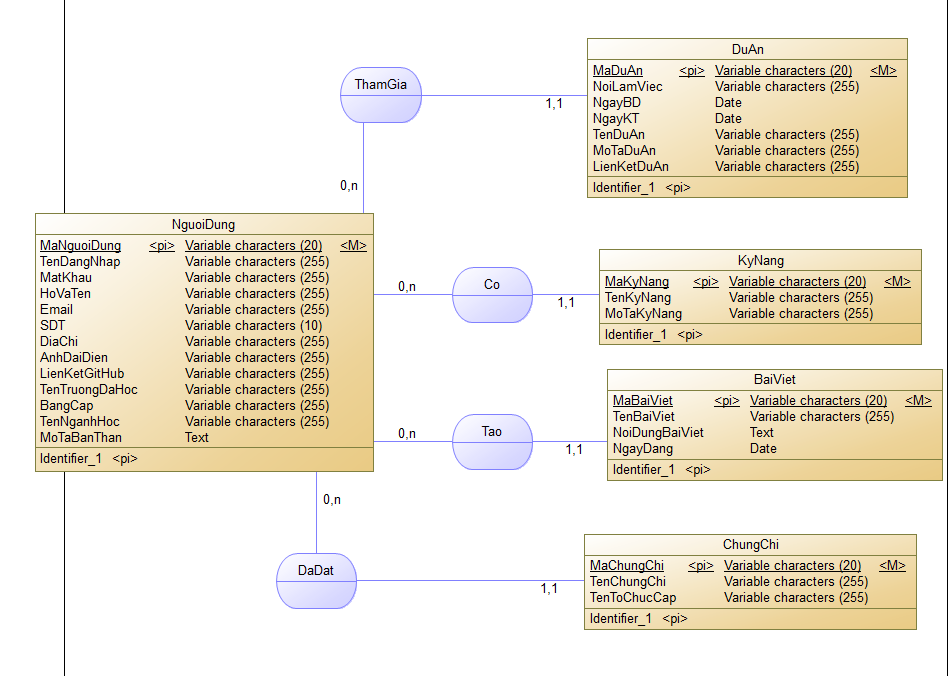 DuAn
MaDuAn <pi> Variable characters (20) <M>
NoiLamViec Variable characters (255)
NgayBD Date
NgayKT Date
TenDuAn Variable characters (255)
MoTaDuAn Variable characters (255)
LienKetDuAn Variable characters (255)
Identifier_1 <pi>
ThamGia
1,1
0,n
NguoiDung
MaNguoiDung <pi> Variable characters (20) <M>
TenDangNhap Variable characters (255)
MatKhau Variable characters (255)
HoVaTen Variable characters (255)
Email Variable characters (255)
SDT Variable characters (10)
DiaChi Variable characters (255)
AnhDaiDien Variable characters (255)
LienKetGitHub Variable characters (255)
TenTruongDaHoc Variable characters (255)
BangCap Variable characters (255)
TenNganhHoc Variable characters (255)
MoTaBanThan Text
Identifier_1 <pi>
0,n
Co
1,1
KyNang
MaKyNang <pi> Variable characters (20) <M>
TenKyNang Variable characters (255)
MoTaKyNang Variable characters (255)
Identifier_1 <pi>
0,n
Tao
1,1
BaiViet
MaBaiViet <pi> Variable characters (20) <M>
TenBaiViet Variable characters (255)
NoiDungBaiViet Text
NgayDang Date
Identifier_1 <pi>
0,n
DaDat
1,1
ChungChi
MaChungChi <pi> Variable characters (20) <M>
TenChungChi Variable characters (255)
TenToChucCap Variable characters (255)
Identifier_1 <pi>